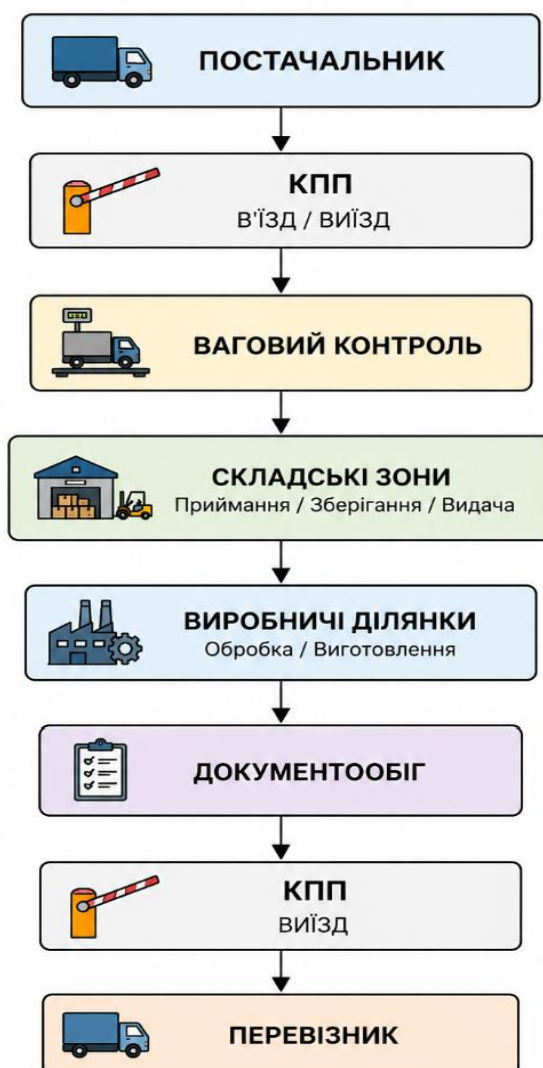 ПОСТАЧАЛЬНИК
КПП
В'ЇЗД / ВИЇЗД
ВАГОВИЙ КОНТРОЛЬ
СКЛАДСЬКІ ЗОНИ
Приймання / Зберігання / Видача
ВИРОБНИЧІ ДІЛЯНКИ
Обробка / Виготовлення
ДОКУМЕНТООБІГ
КПП
ВИЇЗД
ПЕРЕВІЗНИК